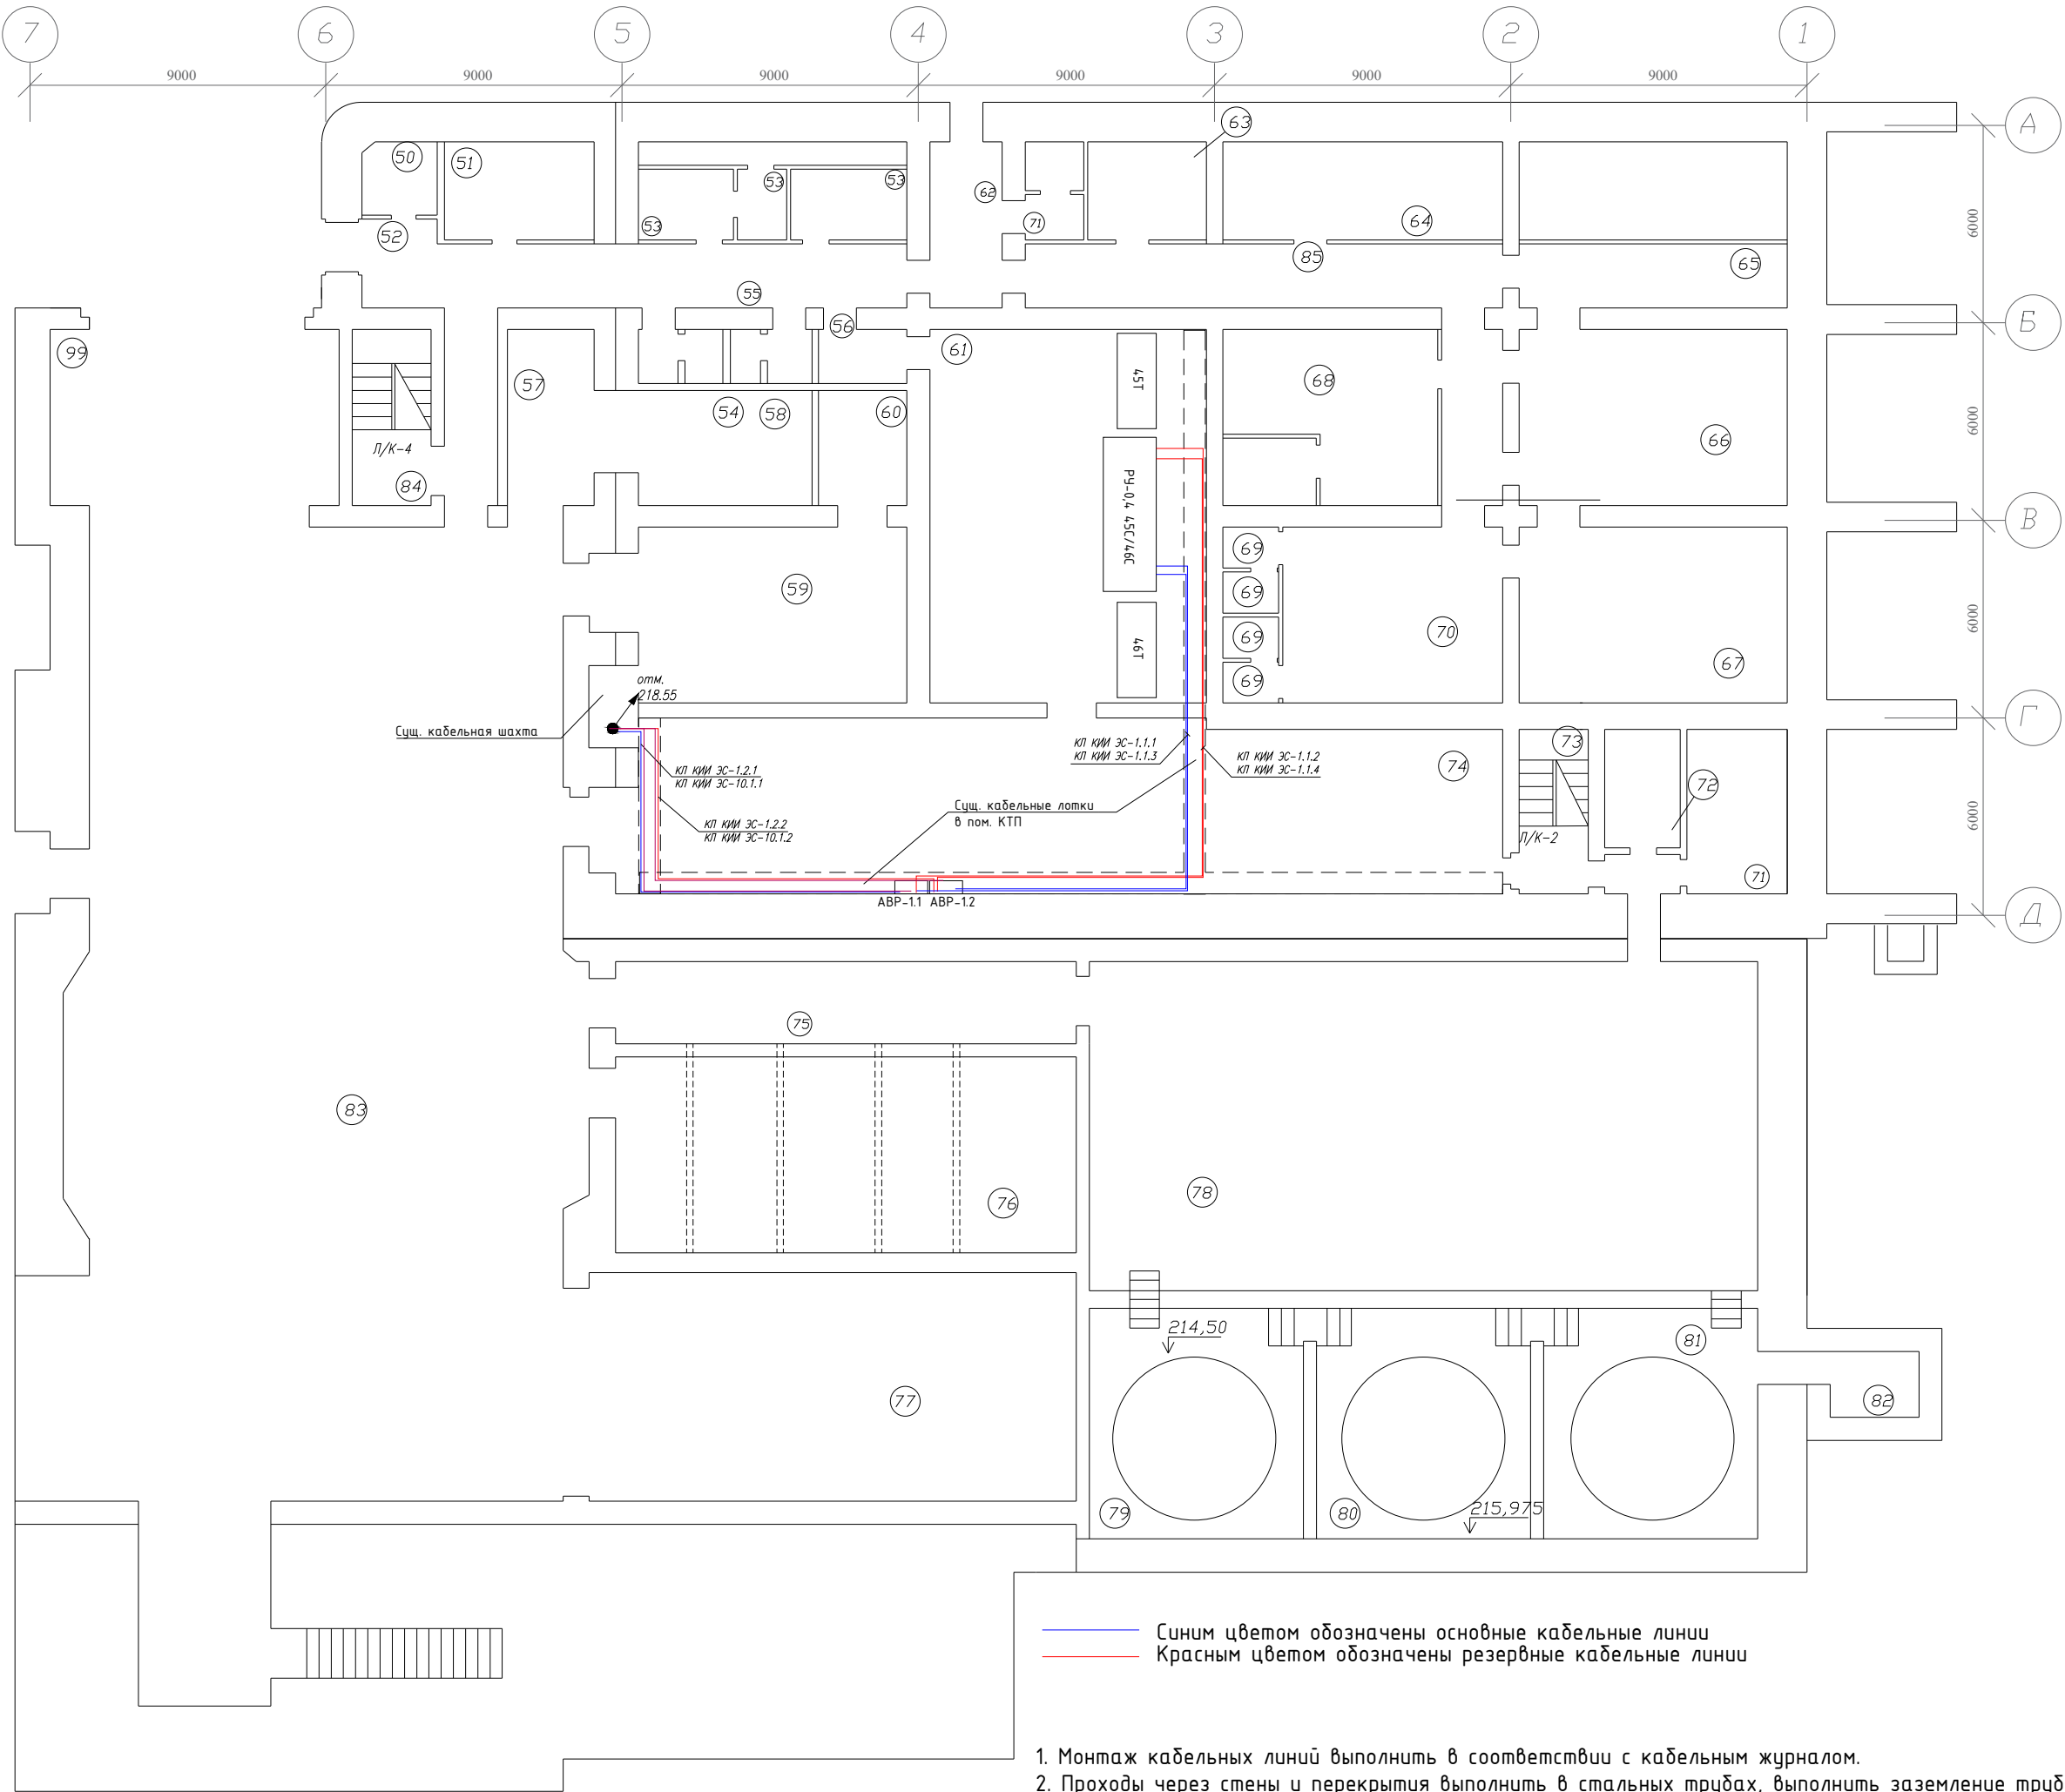 7 6 5 4 3 2 1
9000 9000 9000 9000 9000 9000
А
63
50
51
53
53
62
53
71
64
6000
52
85
65
55
56
Б
99
61
57
45Т
68
54
58
60
66
6000
Л/К-4
84
РУ-0,4 45С/46С
В
69
59
69
69
70
6000
46Т
67
69
отм.
218.55
Г
Сущ. кабельная шахта
КЛ КИИ ЭС-1.1.1
КЛ КИИ ЭС-1.1.3
КЛ КИИ ЭС-1.1.2
КЛ КИИ ЭС-1.1.4
73
74
КЛ КИИ ЭС-1.2.1
КЛ КИИ ЭС-10.1.1
72
Сущ. кабельные лотки
в пом. КТП
6000
КЛ КИИ ЭС-1.2.2
КЛ КИИ ЭС-10.1.2
Л/К-2
71
АВР-1.1 АВР-1.2
Д
75
83
76
78
214,50
81
77
82
79
80
215,975
Синим цветом обозначены основные кабельные линии
Красным цветом обозначены резервные кабельные линии
1. Монтаж кабельных линий выполнить в соответствии с кабельным журналом.
2. Проходы через стены и перекрытия выполнить в стальных трубах, выполнить заземление труб